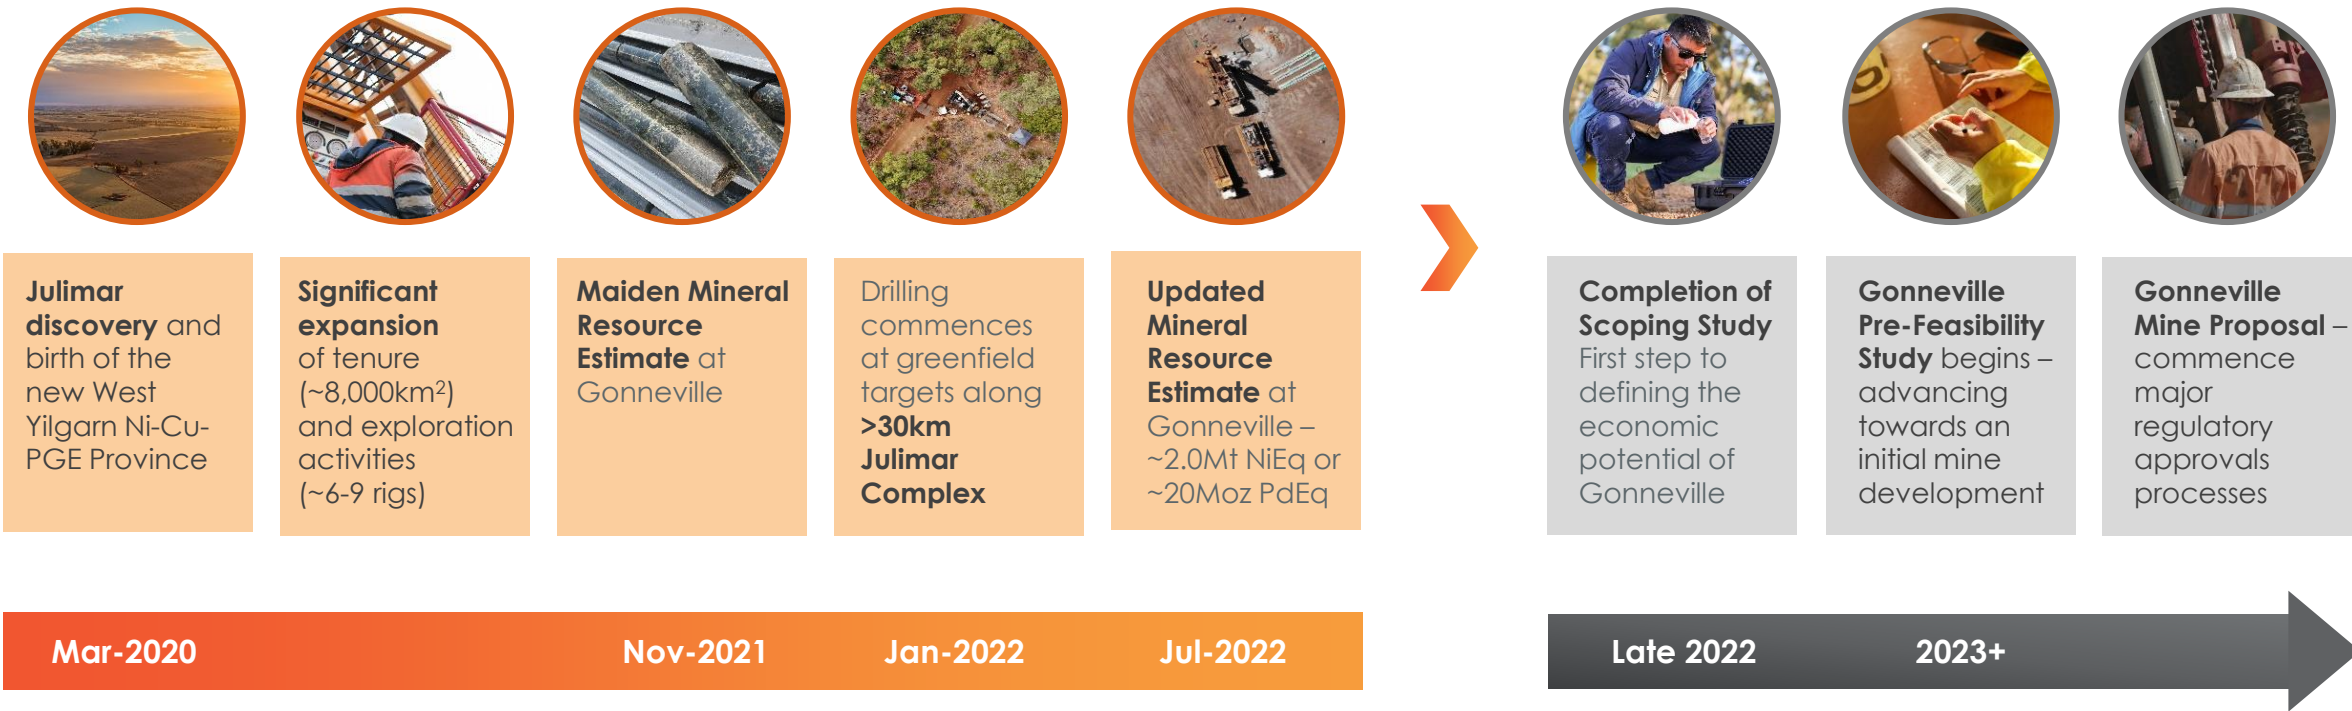 Julimar
discovery and
birth of the
new West
Yilgarn Ni-Cu-
PGE Province
Significant
expansion
of tenure
(~8,000km²)
and exploration
activities
(~6-9 rigs)
Maiden Mineral
Resource
Estimate at
Gonneville
Drilling
commences
at greenfield
targets along
>30km
Julimar
Complex
Updated
Mineral
Resource
Estimate at
Gonneville –
~2.0Mt NiEq or
~20Moz PdEq
Completion of
Scoping Study
First step to
defining the
economic
potential of
Gonneville
Gonneville
Pre-Feasibility
Study begins –
advancing
towards an
initial mine
development
Gonneville
Mine Proposal –
commence
major
regulatory
approvals
processes
Mar-2020
Nov-2021
Jan-2022
Jul-2022
Late 2022
2023+